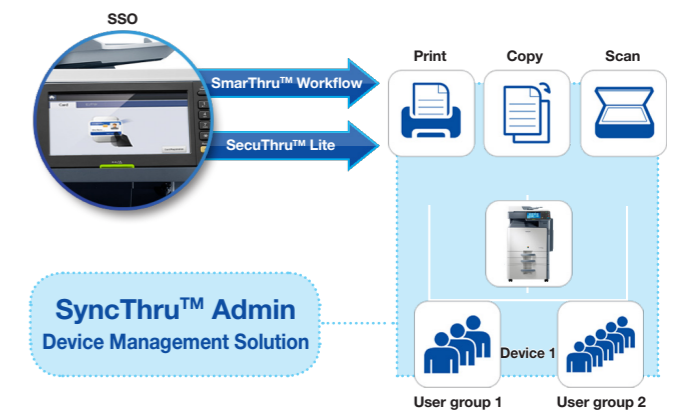 SSO
SmarThru™ Workflow
SecuThru™ Lite
Print
Copy
Scan
SyncThru™ Admin
Device Management Solution
Device 1
User group 1
User group 2